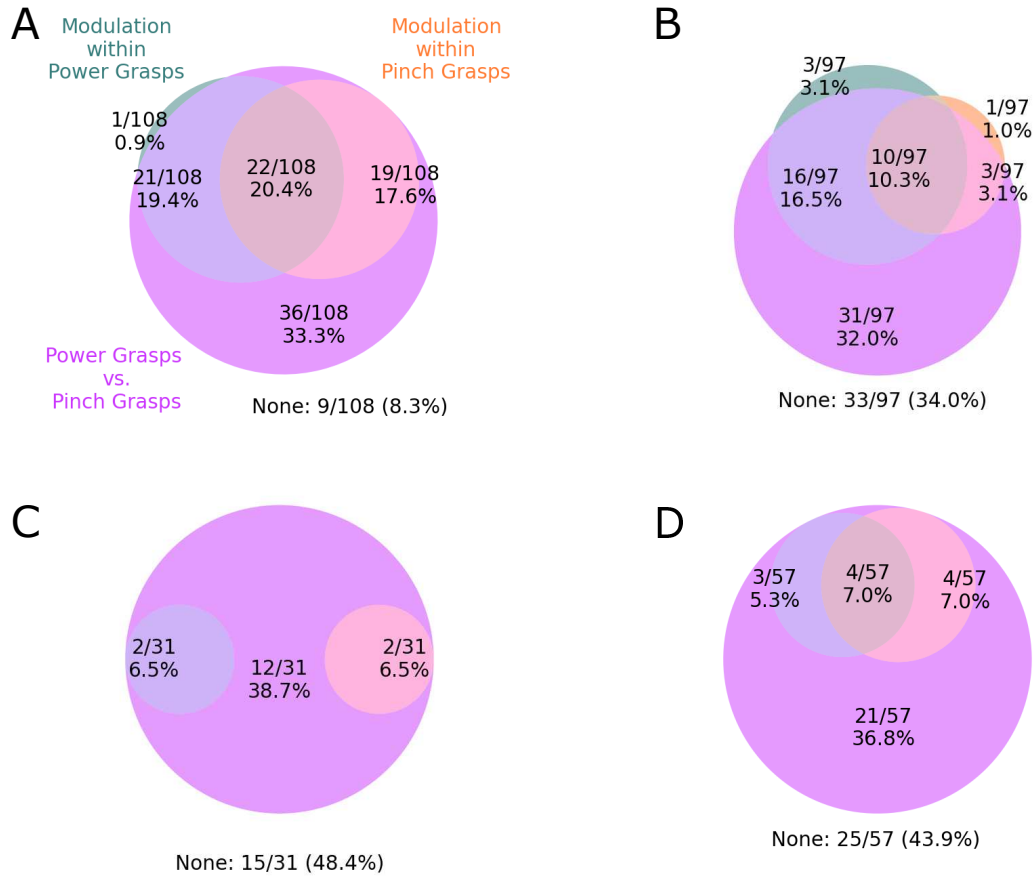 A
Modulation
within
Power Grasps
Modulation
within
Pinch Grasps
1/108
0.9%
21/108
19.4%
22/108
20.4%
19/108
17.6%
36/108
33.3%
Power Grasps
vs.
Pinch Grasps
None: 9/108 (8.3%)
B
3/97
3.1%
1/97
1.0%
16/97
16.5%
10/97
10.3%
3/97
3.1%
31/97
32.0%
None: 33/97 (34.0%)
C
2/31
6.5%
12/31
38.7%
2/31
6.5%
None: 15/31 (48.4%)
D
3/57
5.3%
4/57
7.0%
4/57
7.0%
21/57
36.8%
None: 25/57 (43.9%)